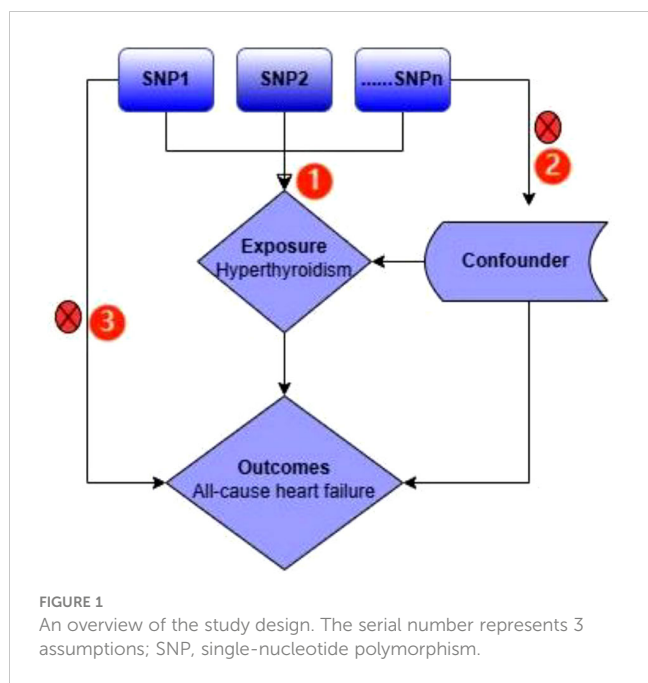 SNP1
SNP2
......SNPn
1
2
Exposure
Hyperthyroidism
Confounder
3
Outcomes
All-cause heart failure
FIGURE 1
An overview of the study design. The serial number represents 3
assumptions; SNP, single-nucleotide polymorphism.